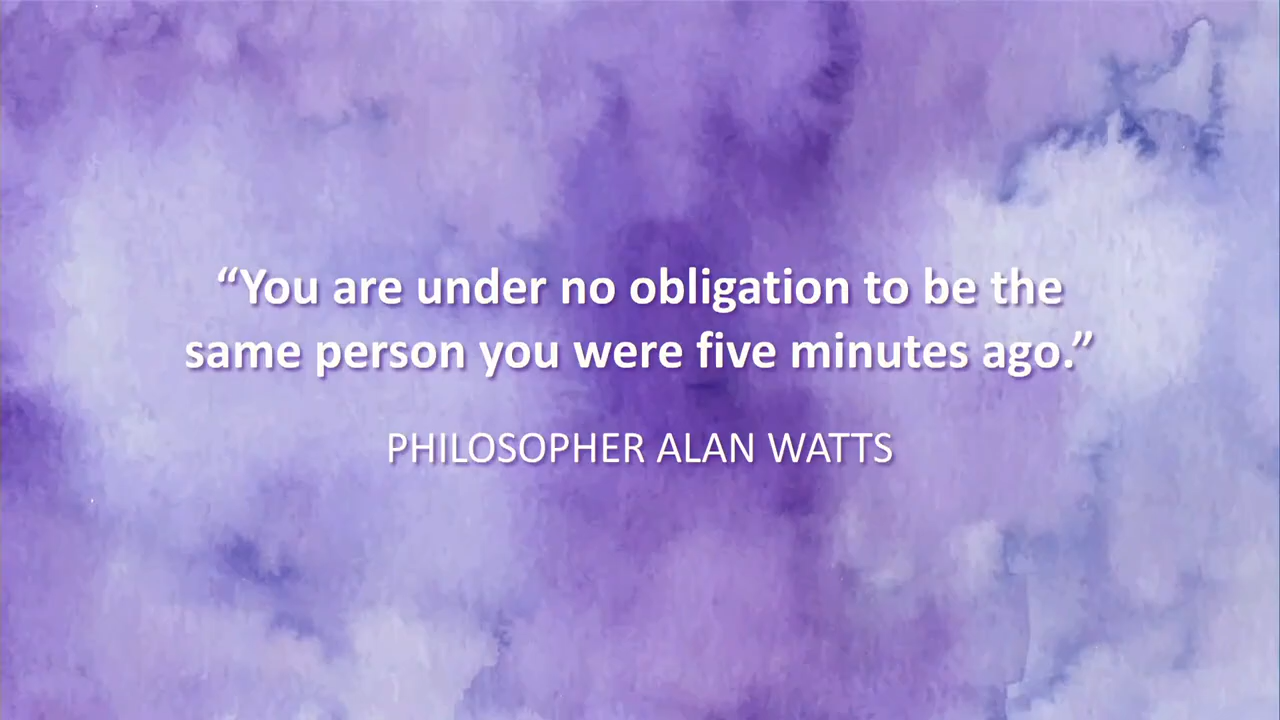 “You are under no obligation to be the
same person you were five minutes ago.”
PHILOSOPHER ALAN WATTS